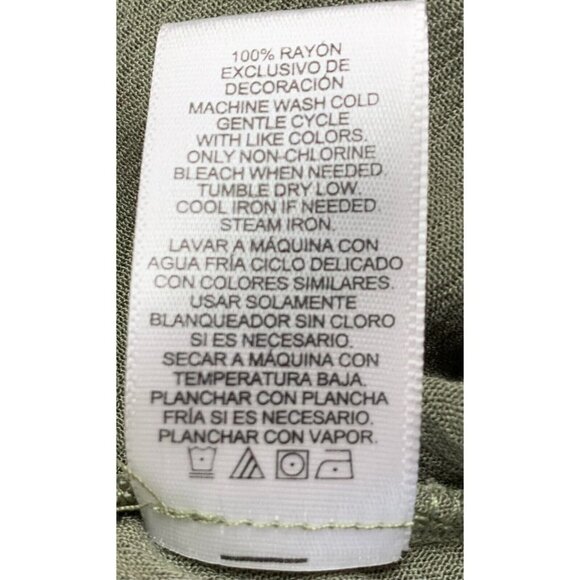 100% RAYÓN
EXCLUSIVO DE
DECORACIÓN
MACHINE WASH COLD
GENTLE CYCLE
WITH LIKE COLORS.
ONLY NON-CHLORINE
BLEACH WHEN NEEDED.
TUMBLE DRY LOW.
COOL IRON IF NEEDED.
STEAM IRON.
LAVAR A MÁQUINA CON
AGUA FRÍA CICLO DELICADO
CON COLORES SIMILARES.
USAR SOLAMENTE
BLANQUEADOR SIN CLORO
SI ES NECESARIO.
SECAR A MÁQUINA CON
TEMPERATURA BAJA.
PLANCHAR CON PLANCHA
FRÍA SI ES NECESARIO.
PLANCHAR CON VAPOR.